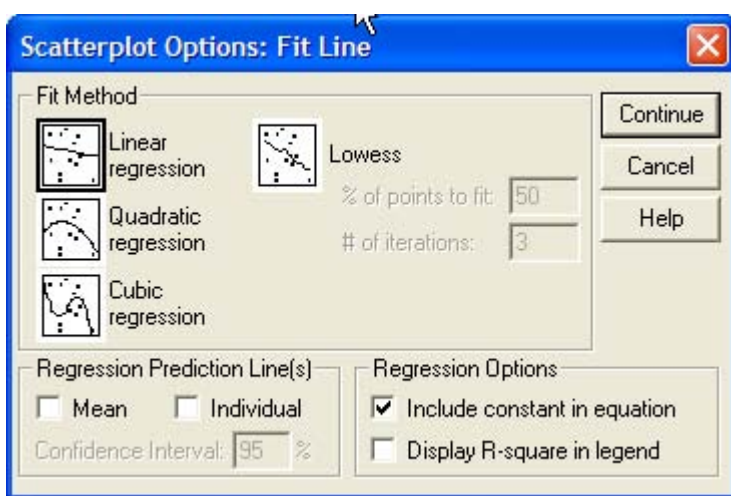 Scatterplot Options: Fit Line
Fit Method
Linear
regression
Quadratic
regression
Cubic
regression
Lowess
% of points to fit: 50
# of iterations: 3
Continue
Cancel
Help
Regression Prediction Line(s)
Mean Individual
Confidence Interval: 95 %
Regression Options
Include constant in equation
Display R-square in legend